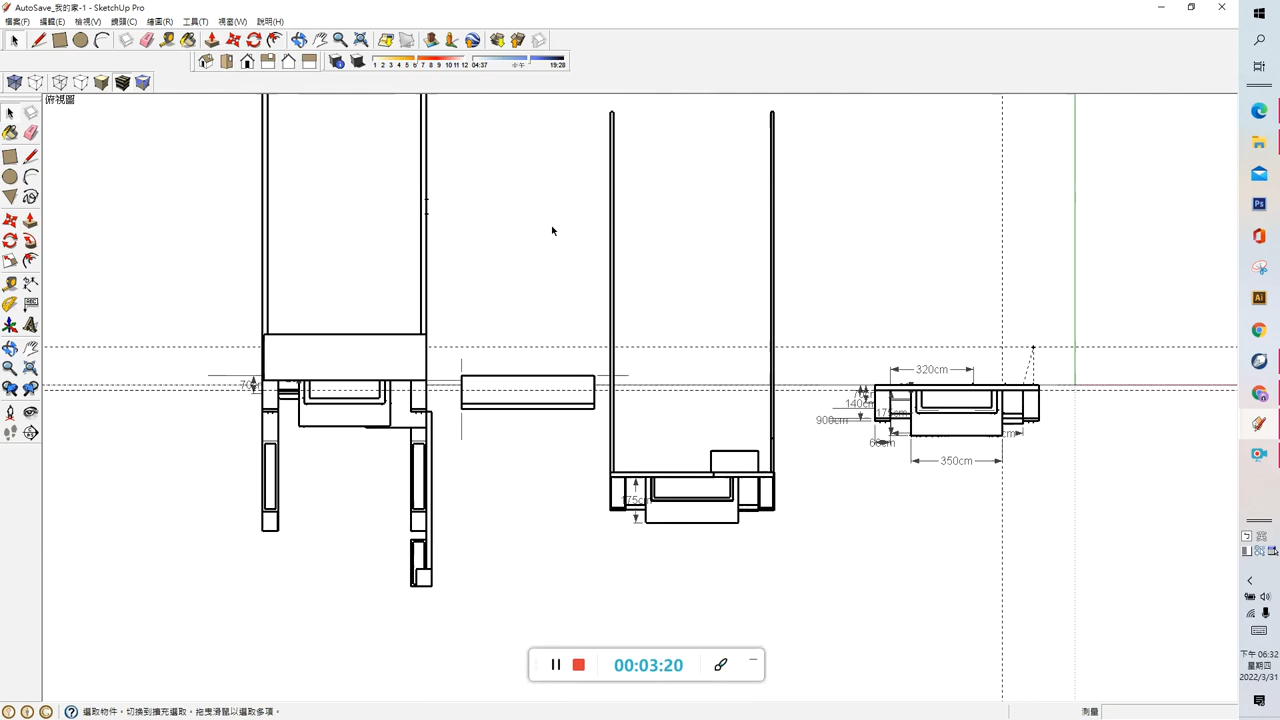 AutoSave_我的家-1 - SketchUp Pro
檔案(F) 編輯(E) 檢視(V) 鏡頭(C) 繪圖(R) 工具(T) 視窗(W) 說明(H)
1 2 3 4 5 6 7 8 9 10 11 12 04:37 中午 19:28
俯視圖
320cm
140cm
175cm
900cm
350cm
175cm
00:03:20
下午 06:32
星期四
2022/3/31
選取物件。切換到擴充選取。拖曳滑鼠以選取多項。
測量